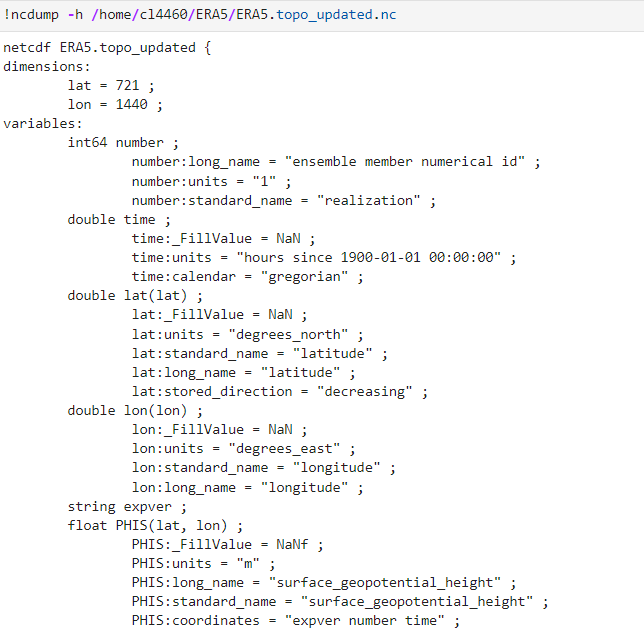 !ncdump -h /home/cl4460/ERA5/ERA5.topo_updated.nc
netcdf ERA5.topo_updated {
dimensions:
        lat = 721 ;
        lon = 1440 ;
variables:
        int64 number ;
                number:long_name = "ensemble member numerical id" ;
                number:units = "1" ;
                number:standard_name = "realization" ;
        double time ;
                time:_FillValue = NaN ;
                time:units = "hours since 1900-01-01 00:00:00" ;
                time:calendar = "gregorian" ;
        double lat(lat) ;
                lat:_FillValue = NaN ;
                lat:units = "degrees_north" ;
                lat:standard_name = "latitude" ;
                lat:long_name = "latitude" ;
                lat:stored_direction = "decreasing" ;
        double lon(lon) ;
                lon:_FillValue = NaN ;
                lon:units = "degrees_east" ;
                lon:standard_name = "longitude" ;
                lon:long_name = "longitude" ;
        string expver ;
        float PHIS(lat, lon) ;
                PHIS:_FillValue = NaNf ;
                PHIS:units = "m" ;
                PHIS:long_name = "surface_geopotential_height" ;
                PHIS:standard_name = "surface_geopotential_height" ;
                PHIS:coordinates = "expver number time" ;